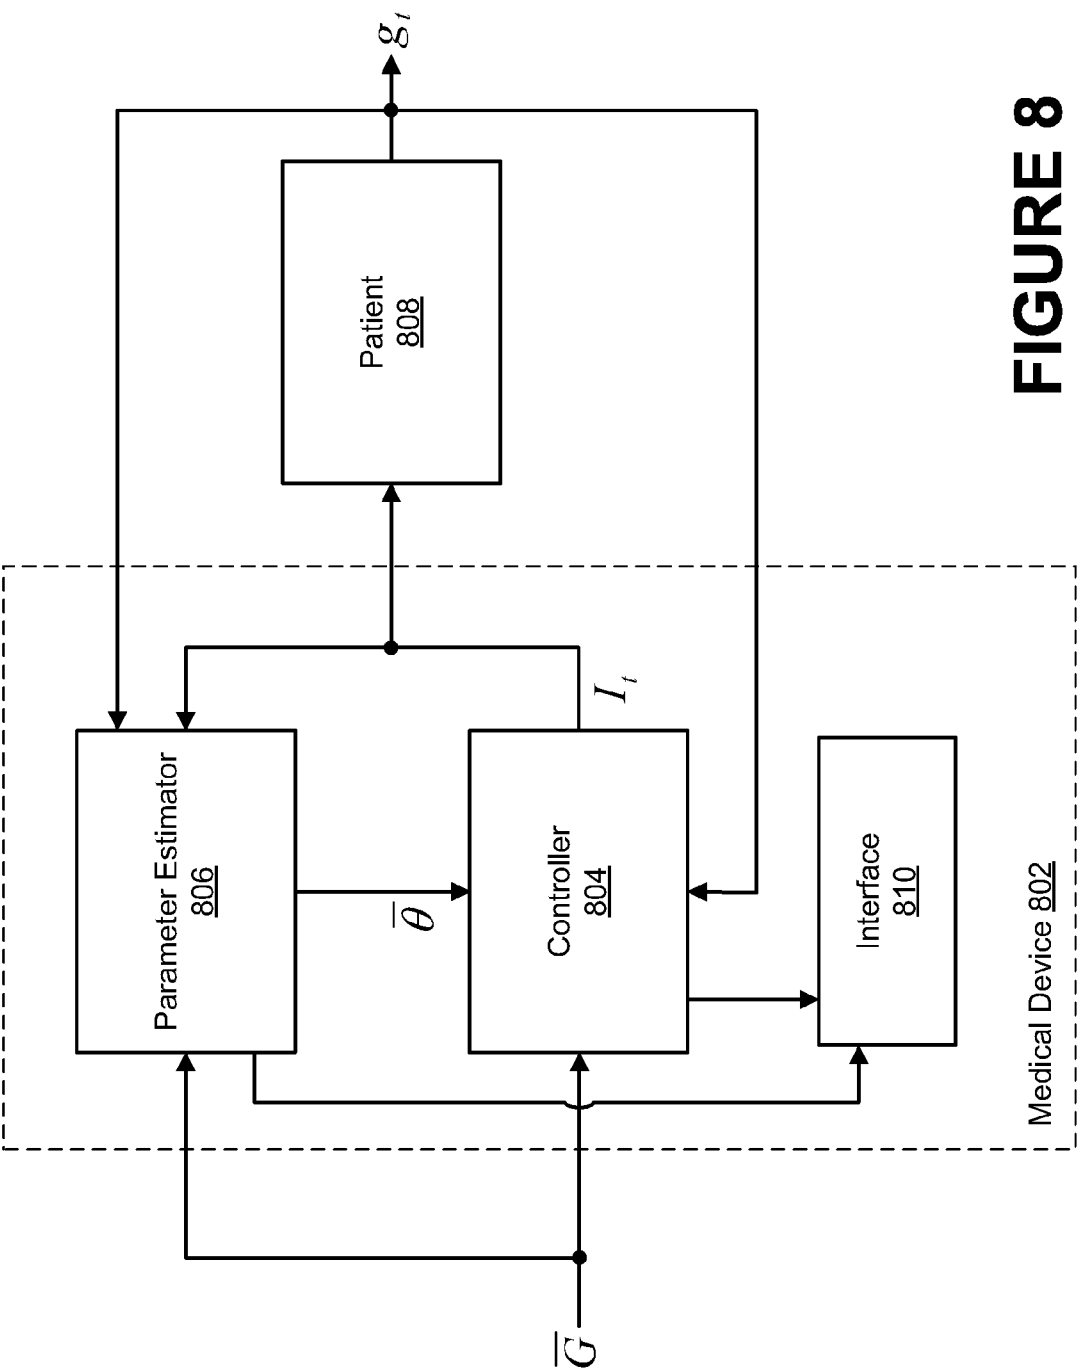 g_t
Patient
808
Parameter Estimator
806
θ̅
I_t
Controller
804
Interface
810
Medical Device 802
G̅
FIGURE 8